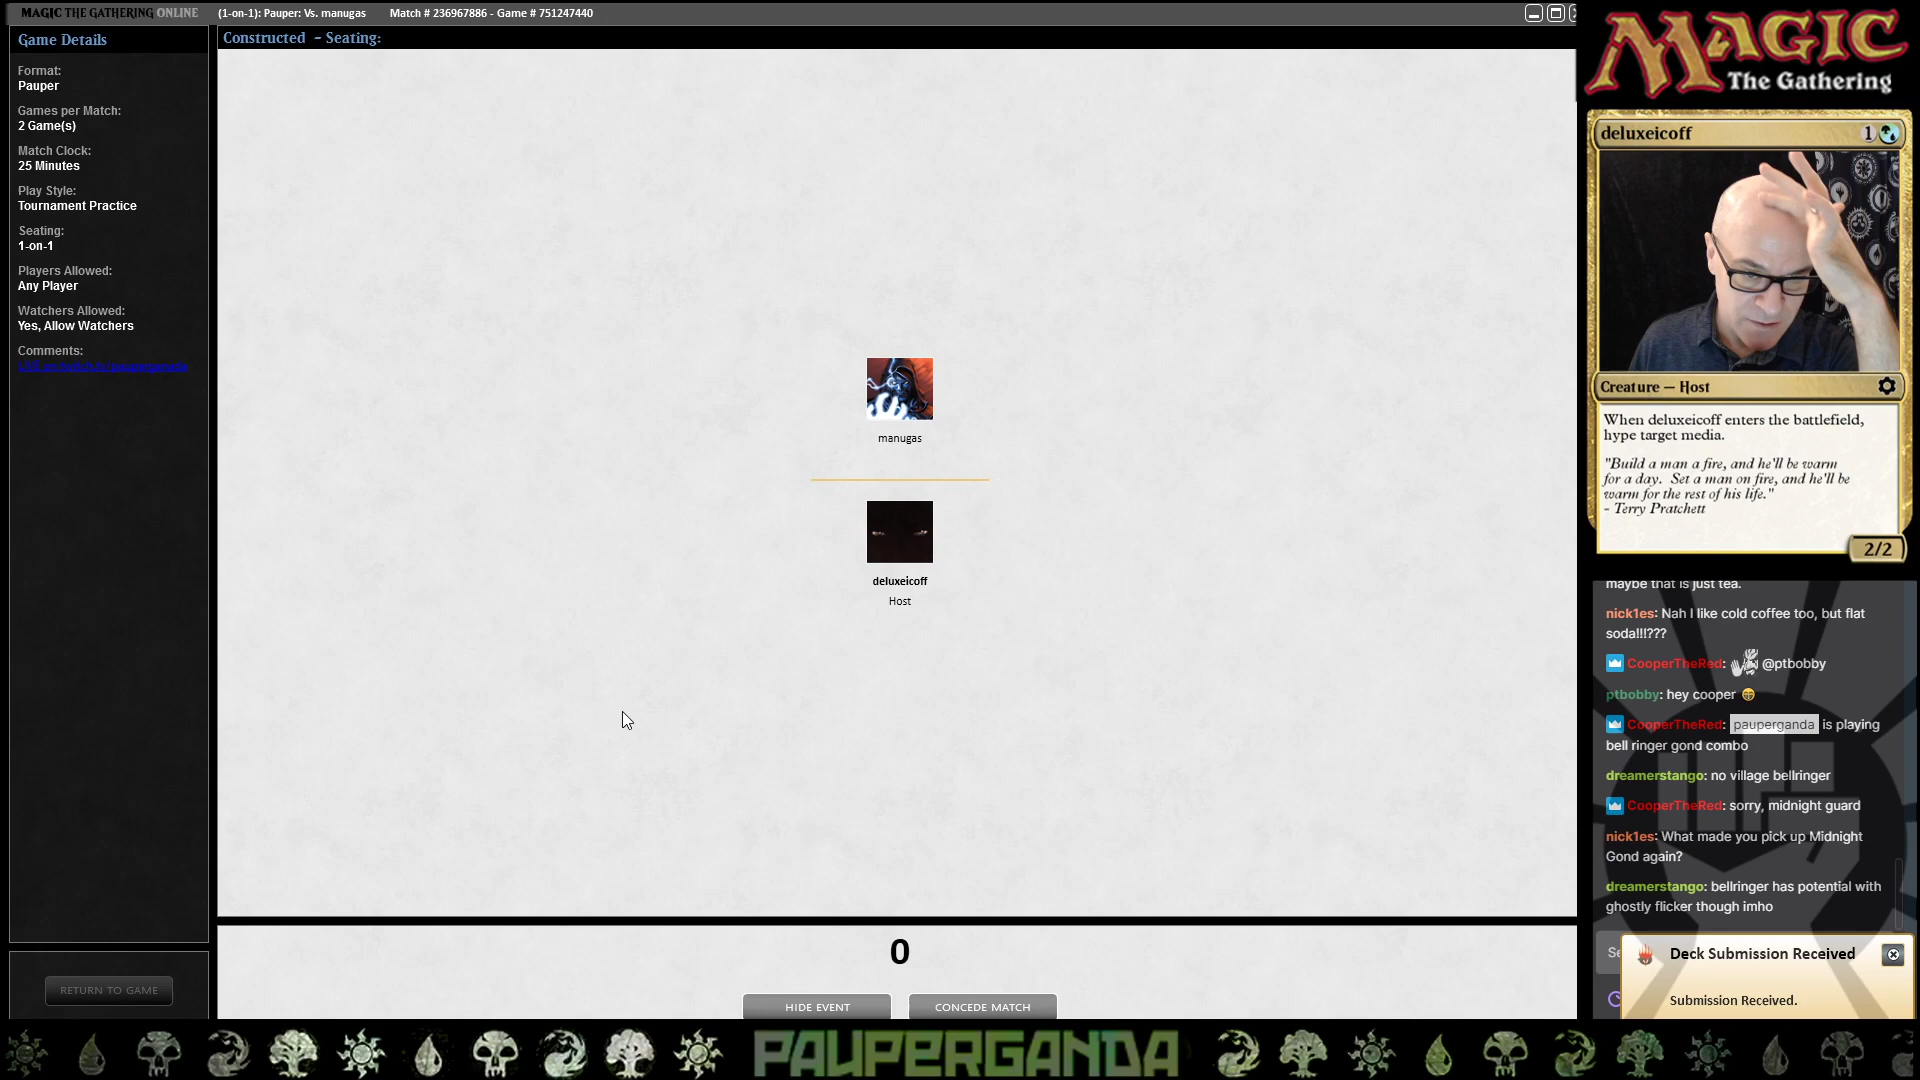 MAGIC THE GATHERING ONLINE
(1-on-1): Pauper: Vs. manugas
Match # 236967886 - Game # 751247440
Game Details
Format:
Pauper
Games per Match:
2 Game(s)
Match Clock:
25 Minutes
Play Style:
Tournament Practice
Seating:
1-on-1
Players Allowed:
Any Player
Watchers Allowed:
Yes, Allow Watchers
Comments:
RETURN TO GAME
Constructed - Seating:
manugas
deluxeicoff
Host
0
HIDE EVENT
CONCEDE MATCH
MAGIC
The Gathering
deluxeicoff 1
Creature — Host
When deluxeicoff enters the battlefield,
hype target media.
"Build a man a fire, and he'll be warm
for a day. Set a man on fire, and he'll be
warm for the rest of his life."
- Terry Pratchett
2/2
maybe that is just tea.
nick1es: Nah I like cold coffee too, but flat
soda!!!???
CooperTheRed: @ptbobby
ptbobby: hey cooper
CooperTheRed: pauperganda is playing
bell ringer gond combo
dreamerstango: no village bellringer
CooperTheRed: sorry, midnight guard
nick1es: What made you pick up Midnight
Gond again?
dreamerstango: bellringer has potential with
ghostly flicker though imho
Deck Submission Received
Submission Received.
PAUPERGANDA